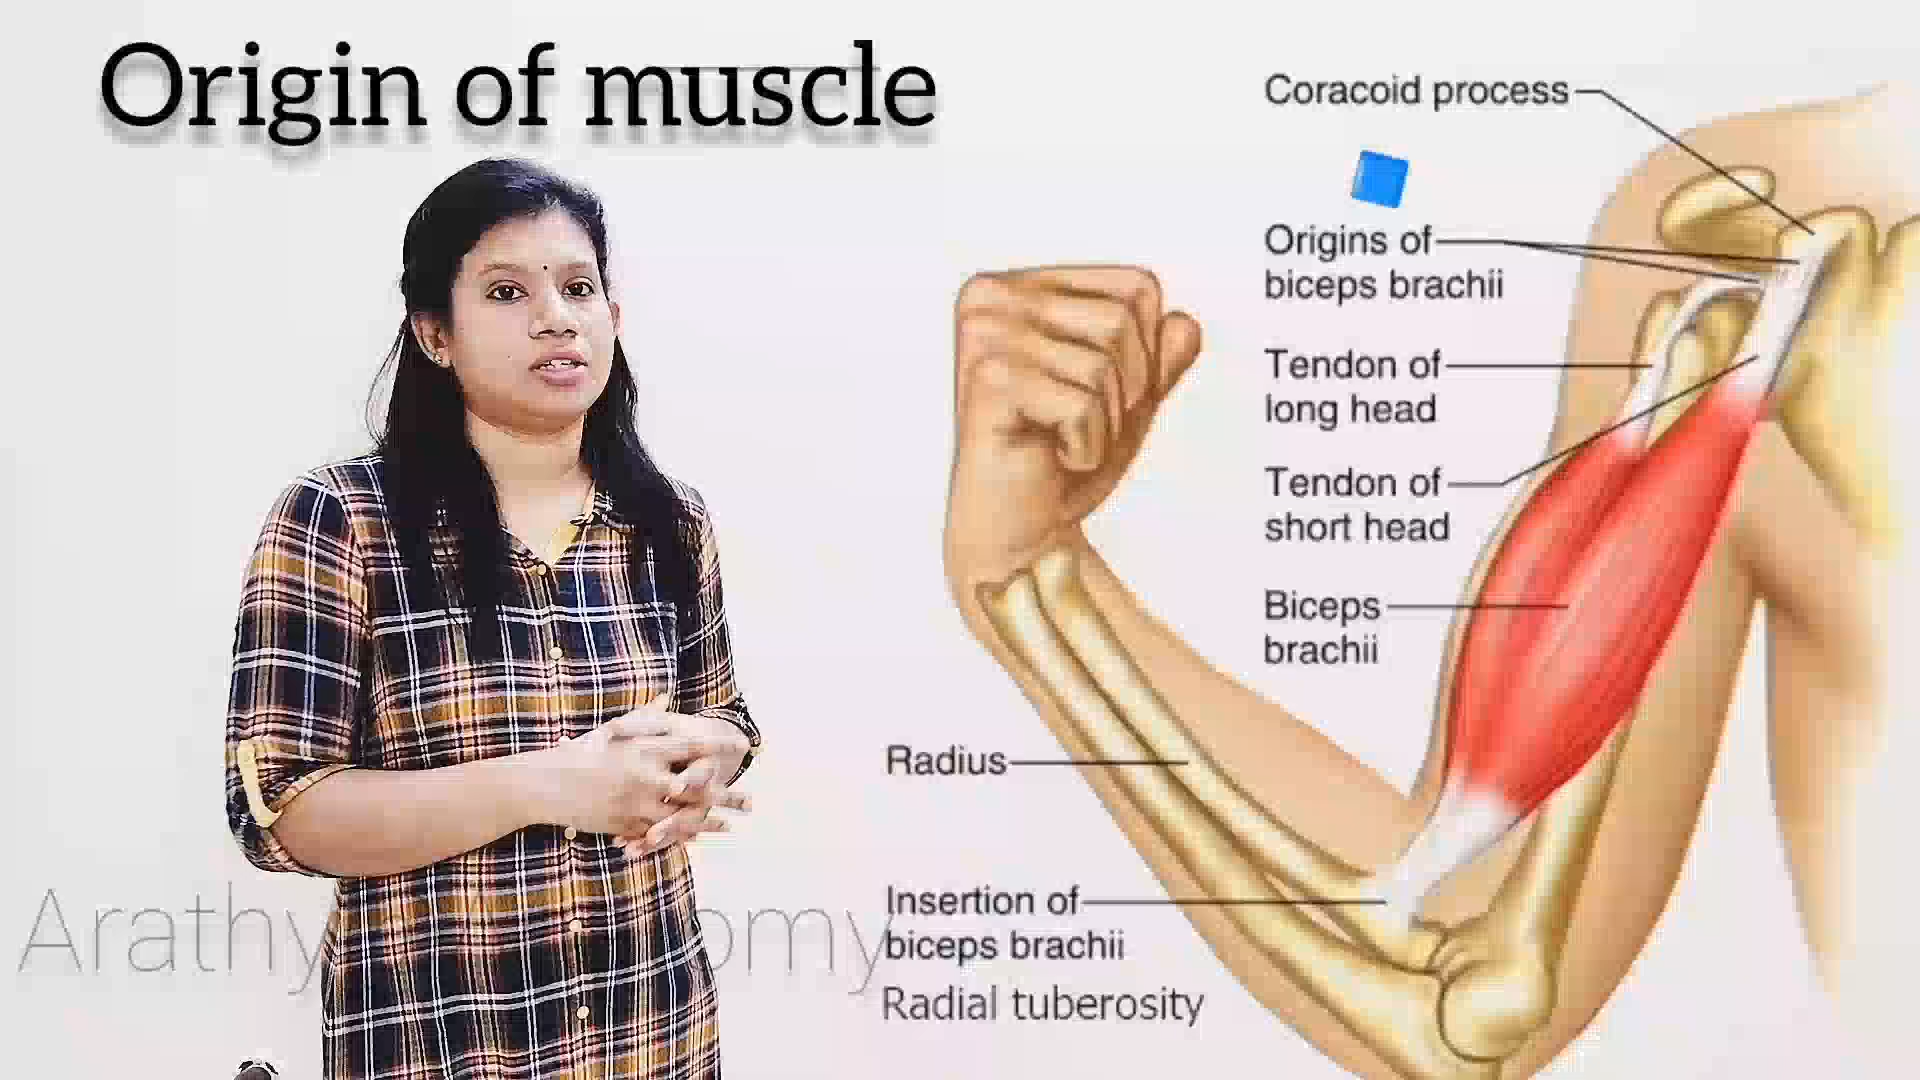 Origin of muscle
Coracoid process
Origins of
biceps brachii
Tendon of
long head
Tendon of
short head
Biceps
brachii
Radius
Insertion of
biceps brachii
Radial tuberosity
Arathy